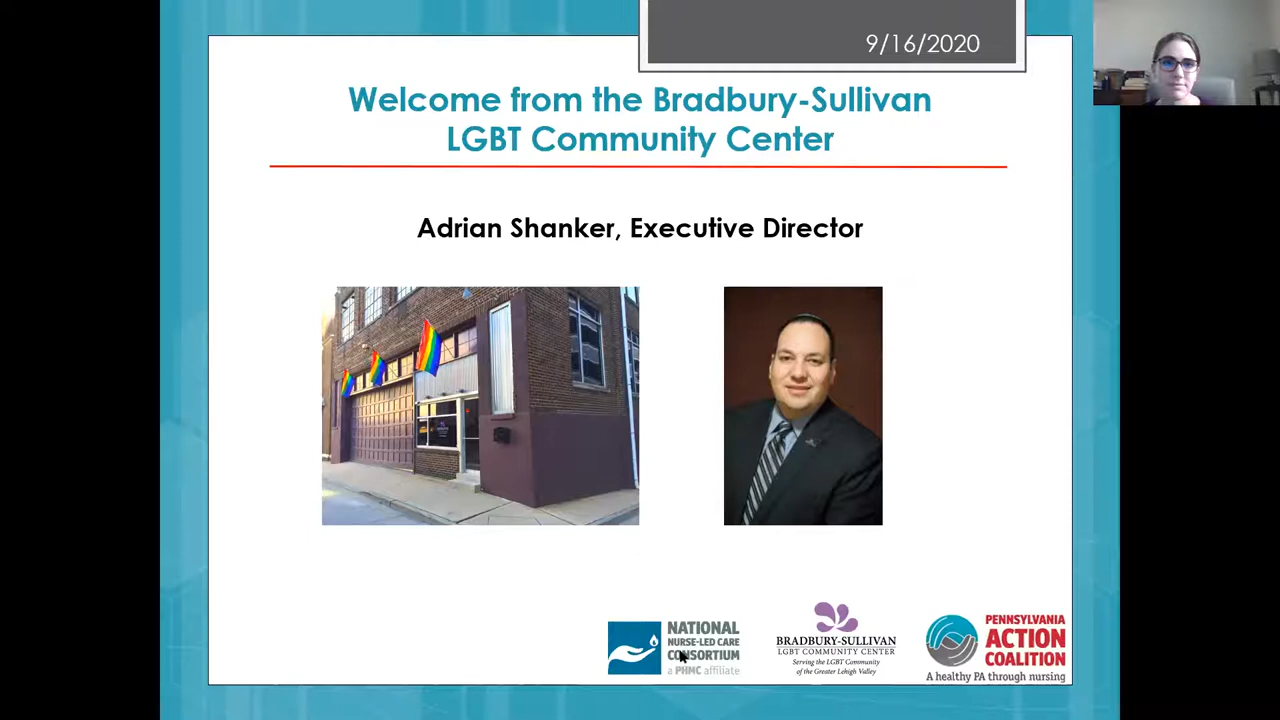 9/16/2020
Welcome from the Bradbury-Sullivan
LGBT Community Center
Adrian Shanker, Executive Director
NATIONAL
NURSE-LED CARE
CONSORTIUM
a PHMC affiliate
BRADBURY-SULLIVAN
LGBT COMMUNITY CENTER
Serving the LGBT Community
of the Greater Lehigh Valley
PENNSYLVANIA
ACTION
COALITION
A healthy PA through nursing